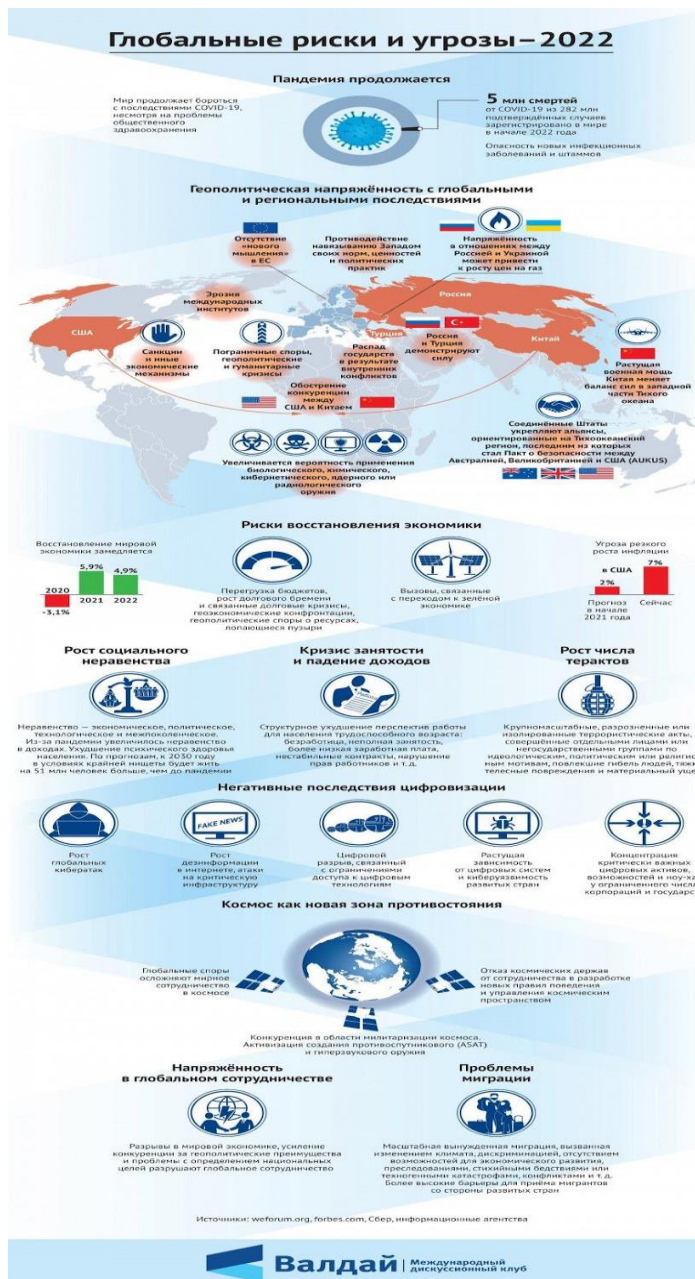 Глобальные риски и угрозы – 2022
Пандемия продолжается
Мир продолжает бороться
с последствиями COVID-19,
несмотря на проблемы
общественного
здравоохранения
5 млн смертей
от COVID-19 из 282 млн
подтверждённых случаев
зарегистрировано в мире
в начале 2022 года
Опасность новых инфекционных
заболеваний и штаммов
Геополитическая напряжённость с глобальными
и региональными последствиями
Отсутствие
«нового
мышления»
в ЕС
Противодействие
навязыванию Западом
своих норм, ценностей
и политических
практик
Напряжённость
в отношениях между
Россией и Украиной
может привести
к росту цен на газ
Эрозия
международных
институтов
Россия
США
Турция
Китай
Санкции
и иные
экономические
механизмы
Пограничные споры,
геополитические
и гуманитарные
кризисы
Распад
государств
в результате
внутренних
конфликтов
Россия
и Турция
демонстрируют
силу
Растущая
военная мощь
Китая меняет
баланс сил в западной
части Тихого
океана
Обострение
конкуренции
между
США и Китаем
Соединённые Штаты
укрепляют альянсы,
ориентированные на Тихоокеанский
регион, последним из которых
стал Пакт о безопасности между
Австралией, Великобританией и США (AUKUS)
Увеличивается вероятность применения
биологического, химического,
кибернетического, ядерного или
радиологического
оружия
Риски восстановления экономики
Восстановление мировой
экономики замедляется
5,9%
4,9%
2020
2021
2022
-3,1%
Перегрузка бюджетов,
рост долгового бремени
и связанные долговые кризисы,
геоэкономические конфронтации,
геополитические споры о ресурсах,
лопающиеся пузыри
Вызовы, связанные
с переходом к зелёной
экономике
Угроза резкого
роста инфляции
в США
7%
2%
Прогноз
в начале
2021 года
Сейчас
Рост социального
неравенства
Неравенство — экономическое, политическое,
технологическое и межпоколенческое.
Из-за пандемии увеличилось неравенство
в доходах. Ухудшение психического здоровья
населения. По прогнозам, к 2030 году
в условиях крайней нищеты будет жить
на 51 млн человек больше, чем до пандемии
Кризис занятости
и падение доходов
Структурное ухудшение перспектив работы
для населения трудоспособного возраста:
безработица, неполная занятость,
более низкая заработная плата,
нестабильные контракты, нарушение
прав работников и т. д.
Рост числа
терактов
Крупномасштабные, разрозненные или
изолированные террористические акты,
совершённые отдельными лицами или
негосударственными группами по
идеологическим, политическим или религиоз
ным мотивам, повлекшие гибель людей, тяжк
телесные повреждения и материальный уще
Негативные последствия цифровизации
FAKE NEWS
Рост
глобальных
кибератак
Рост
дезинформации
в интернете, атаки
на критическую
инфраструктуру
Цифровой
разрыв, связанный
с ограничениями
доступа к цифровым
технологиям
Растущая
зависимость
от цифровых систем
и киберуязвимость
развитых стран
Концентрация
критически важных
цифровых активов,
возможностей и ноу-ха
у ограниченного числа
корпораций и государс
Космос как новая зона противостояния
Глобальные споры
осложняют мирное
сотрудничество
в космосе
Отказ космических держав
от сотрудничества в разработке
новых правил поведения
и управления космическим
пространством
Конкуренция в области милитаризации космоса.
Активизация создания противоспутникового (ASAT)
и гиперзвукового оружия
Напряжённость
в глобальном сотрудничестве
Разрывы в мировой экономике, усиление
конкуренции за геополитические преимущества
и проблемы с определением национальных
целей разрушают глобальное сотрудничество
Проблемы
миграции
Масштабная вынужденная миграция, вызванная
изменением климата, дискриминацией, отсутствием
возможностей для экономического развития,
преследованиями, стихийными бедствиями или
техногенными катастрофами, конфликтами и т. д.
Более высокие барьеры для приёма мигрантов
со стороны развитых стран
Источники: weforum.org, forbes.com, Сбер, информационные агентства
Валдай
Международный
дискуссионный клуб